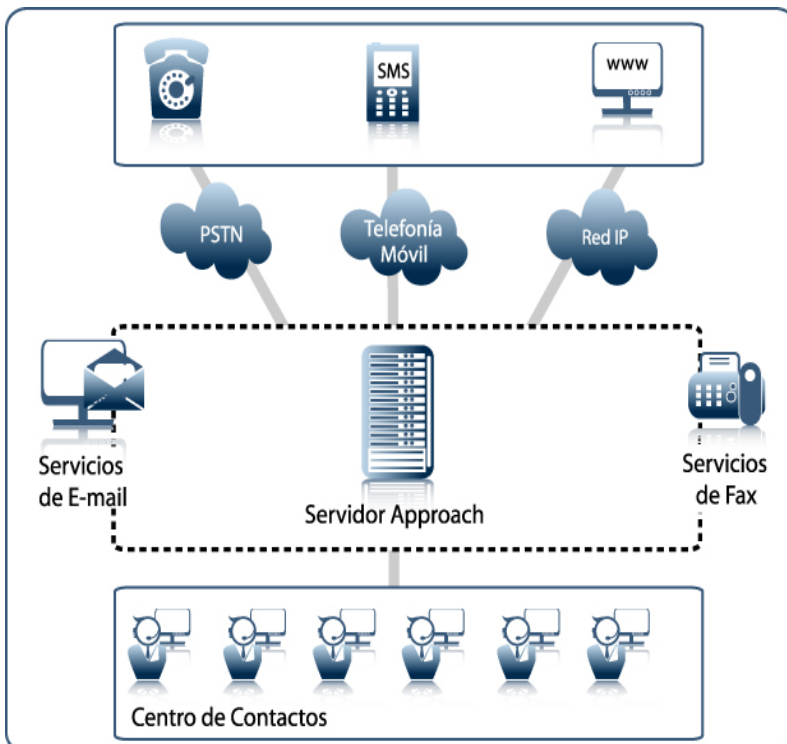 SMS
WWW
PSTN
Telefonía
Móvil
Red IP
Servicios
de E-mail
Servidor Approach
Servicios
de Fax
Centro de Contactos